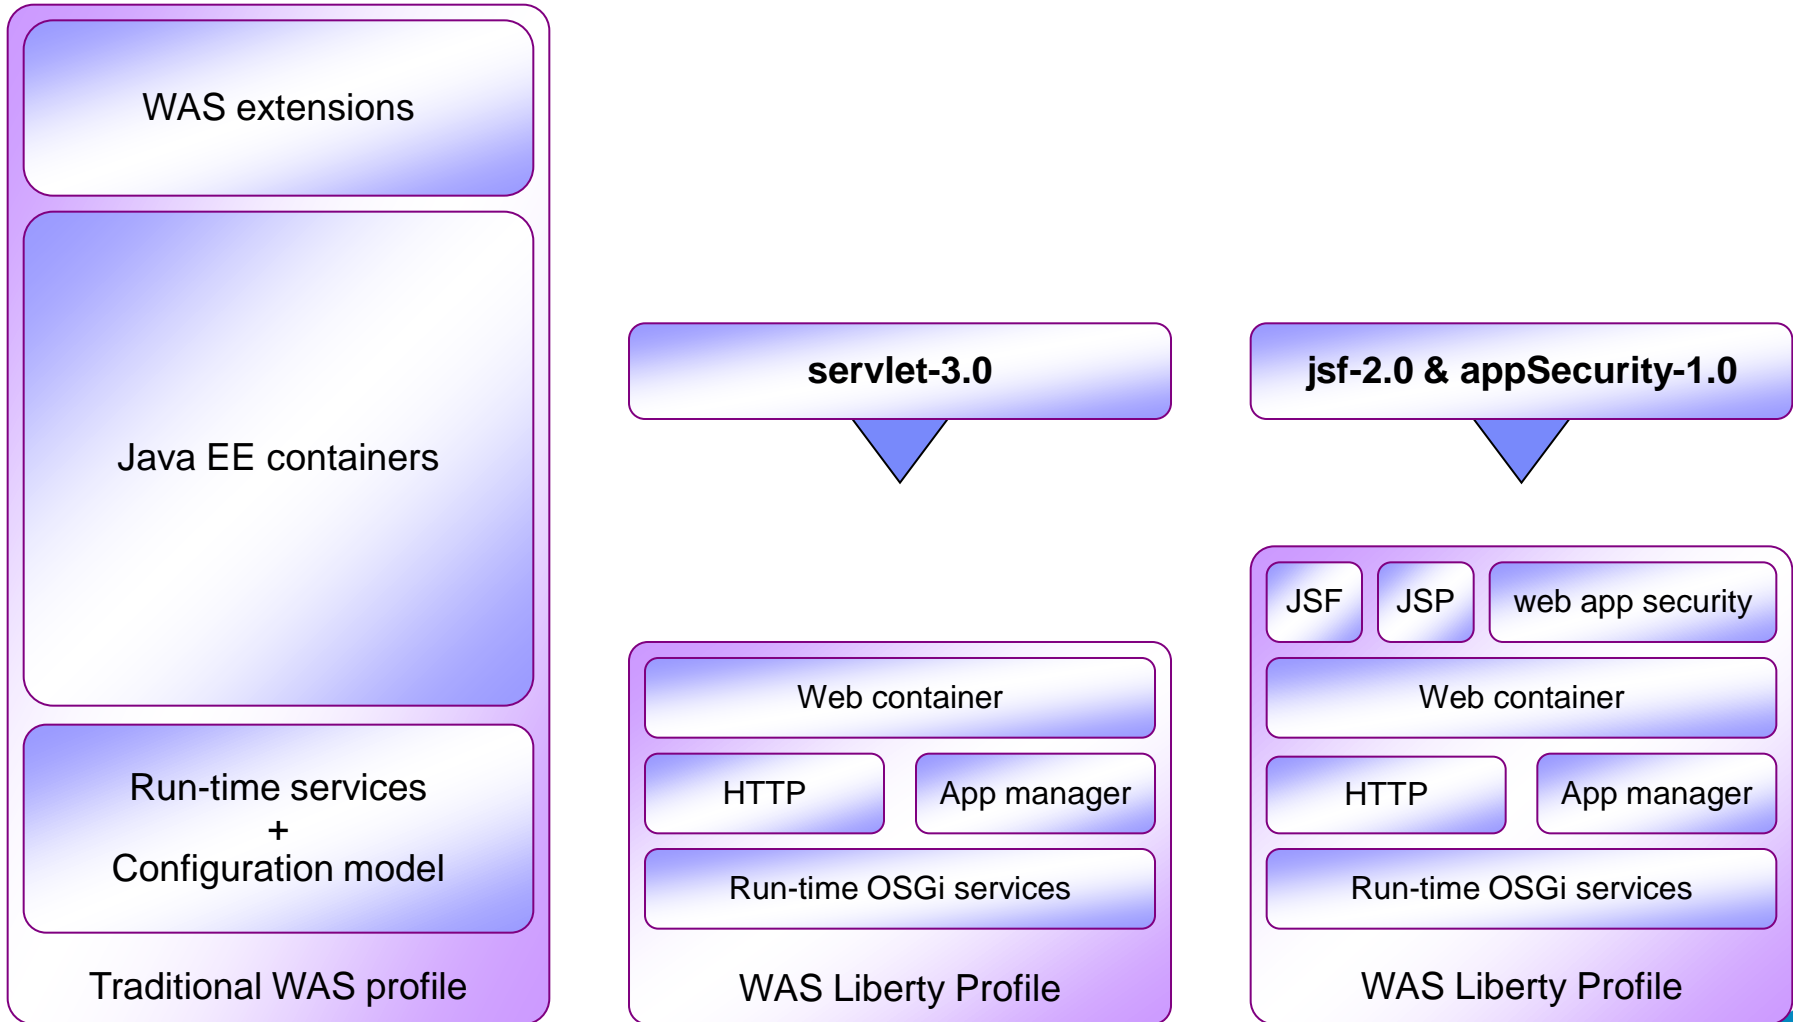 WAS extensions
Java EE containers
Run-time services
+
Configuration model
Traditional WAS profile
servlet-3.0
Web container
HTTP
App manager
Run-time OSGi services
WAS Liberty Profile
jsf-2.0 & appSecurity-1.0
JSF
JSP
web app security
Web container
HTTP
App manager
Run-time OSGi services
WAS Liberty Profile